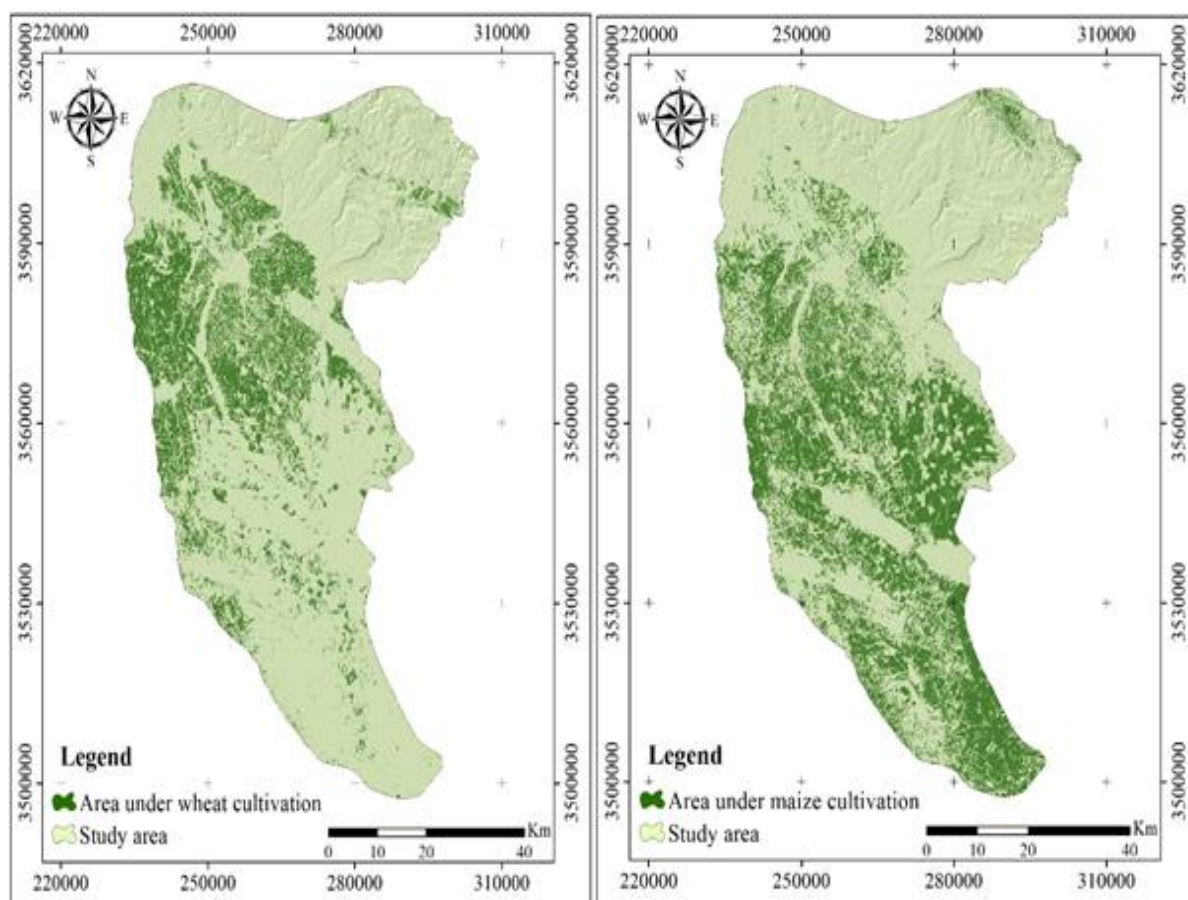 220000 250000 280000 310000
3620000
3590000
3560000
3530000
3500000
N
W E
S
Legend
Area under wheat cultivation
Study area
Km
0 10 20 40
3620000
3590000
3560000
3530000
3500000
220000 250000 280000 310000
220000 250000 280000 310000
3620000
3590000
3560000
3530000
3500000
N
W E
S
Legend
Area under maize cultivation
Study area
Km
0 10 20 40
3620000
3590000
3560000
3530000
3500000
220000 250000 280000 310000